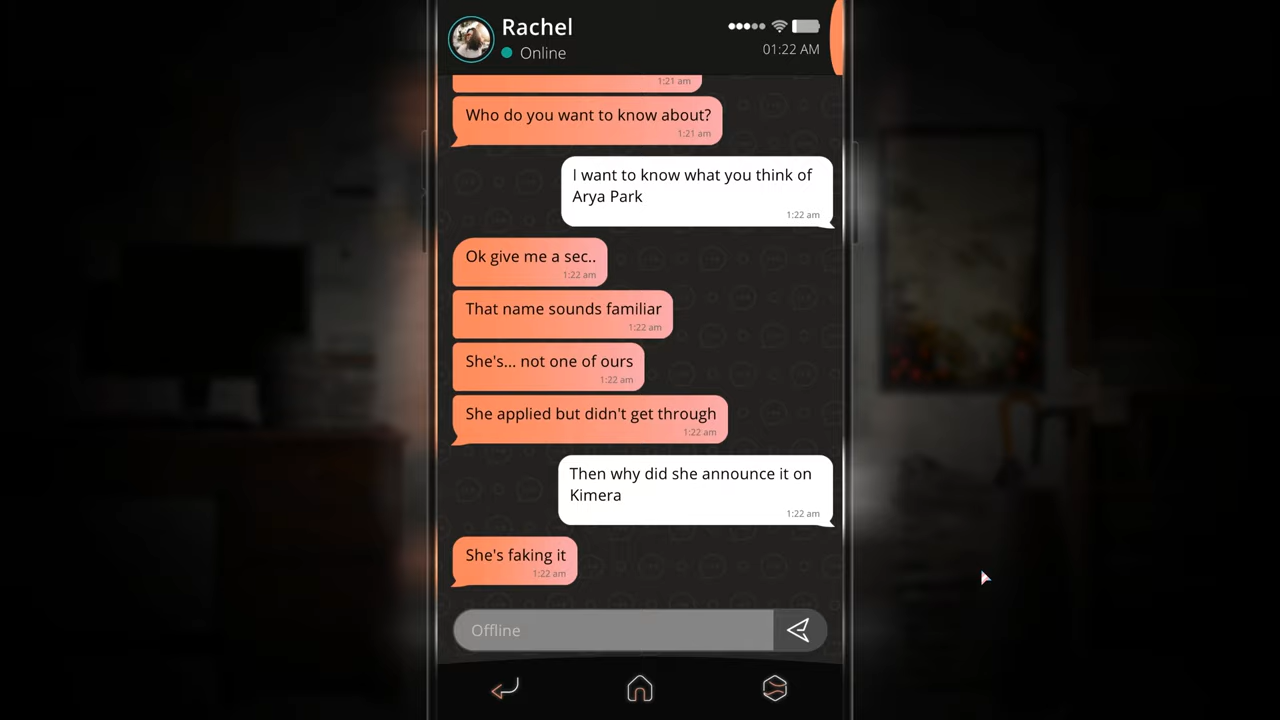 Rachel
Online
01:22 AM
1:21 am
Who do you want to know about?
1:21 am
I want to know what you think of
Arya Park
1:22 am
Ok give me a sec..
1:22 am
That name sounds familiar
1:22 am
She's... not one of ours
1:22 am
She applied but didn't get through
1:22 am
Then why did she announce it on
Kimera
1:22 am
She's faking it
1:22 am
Offline